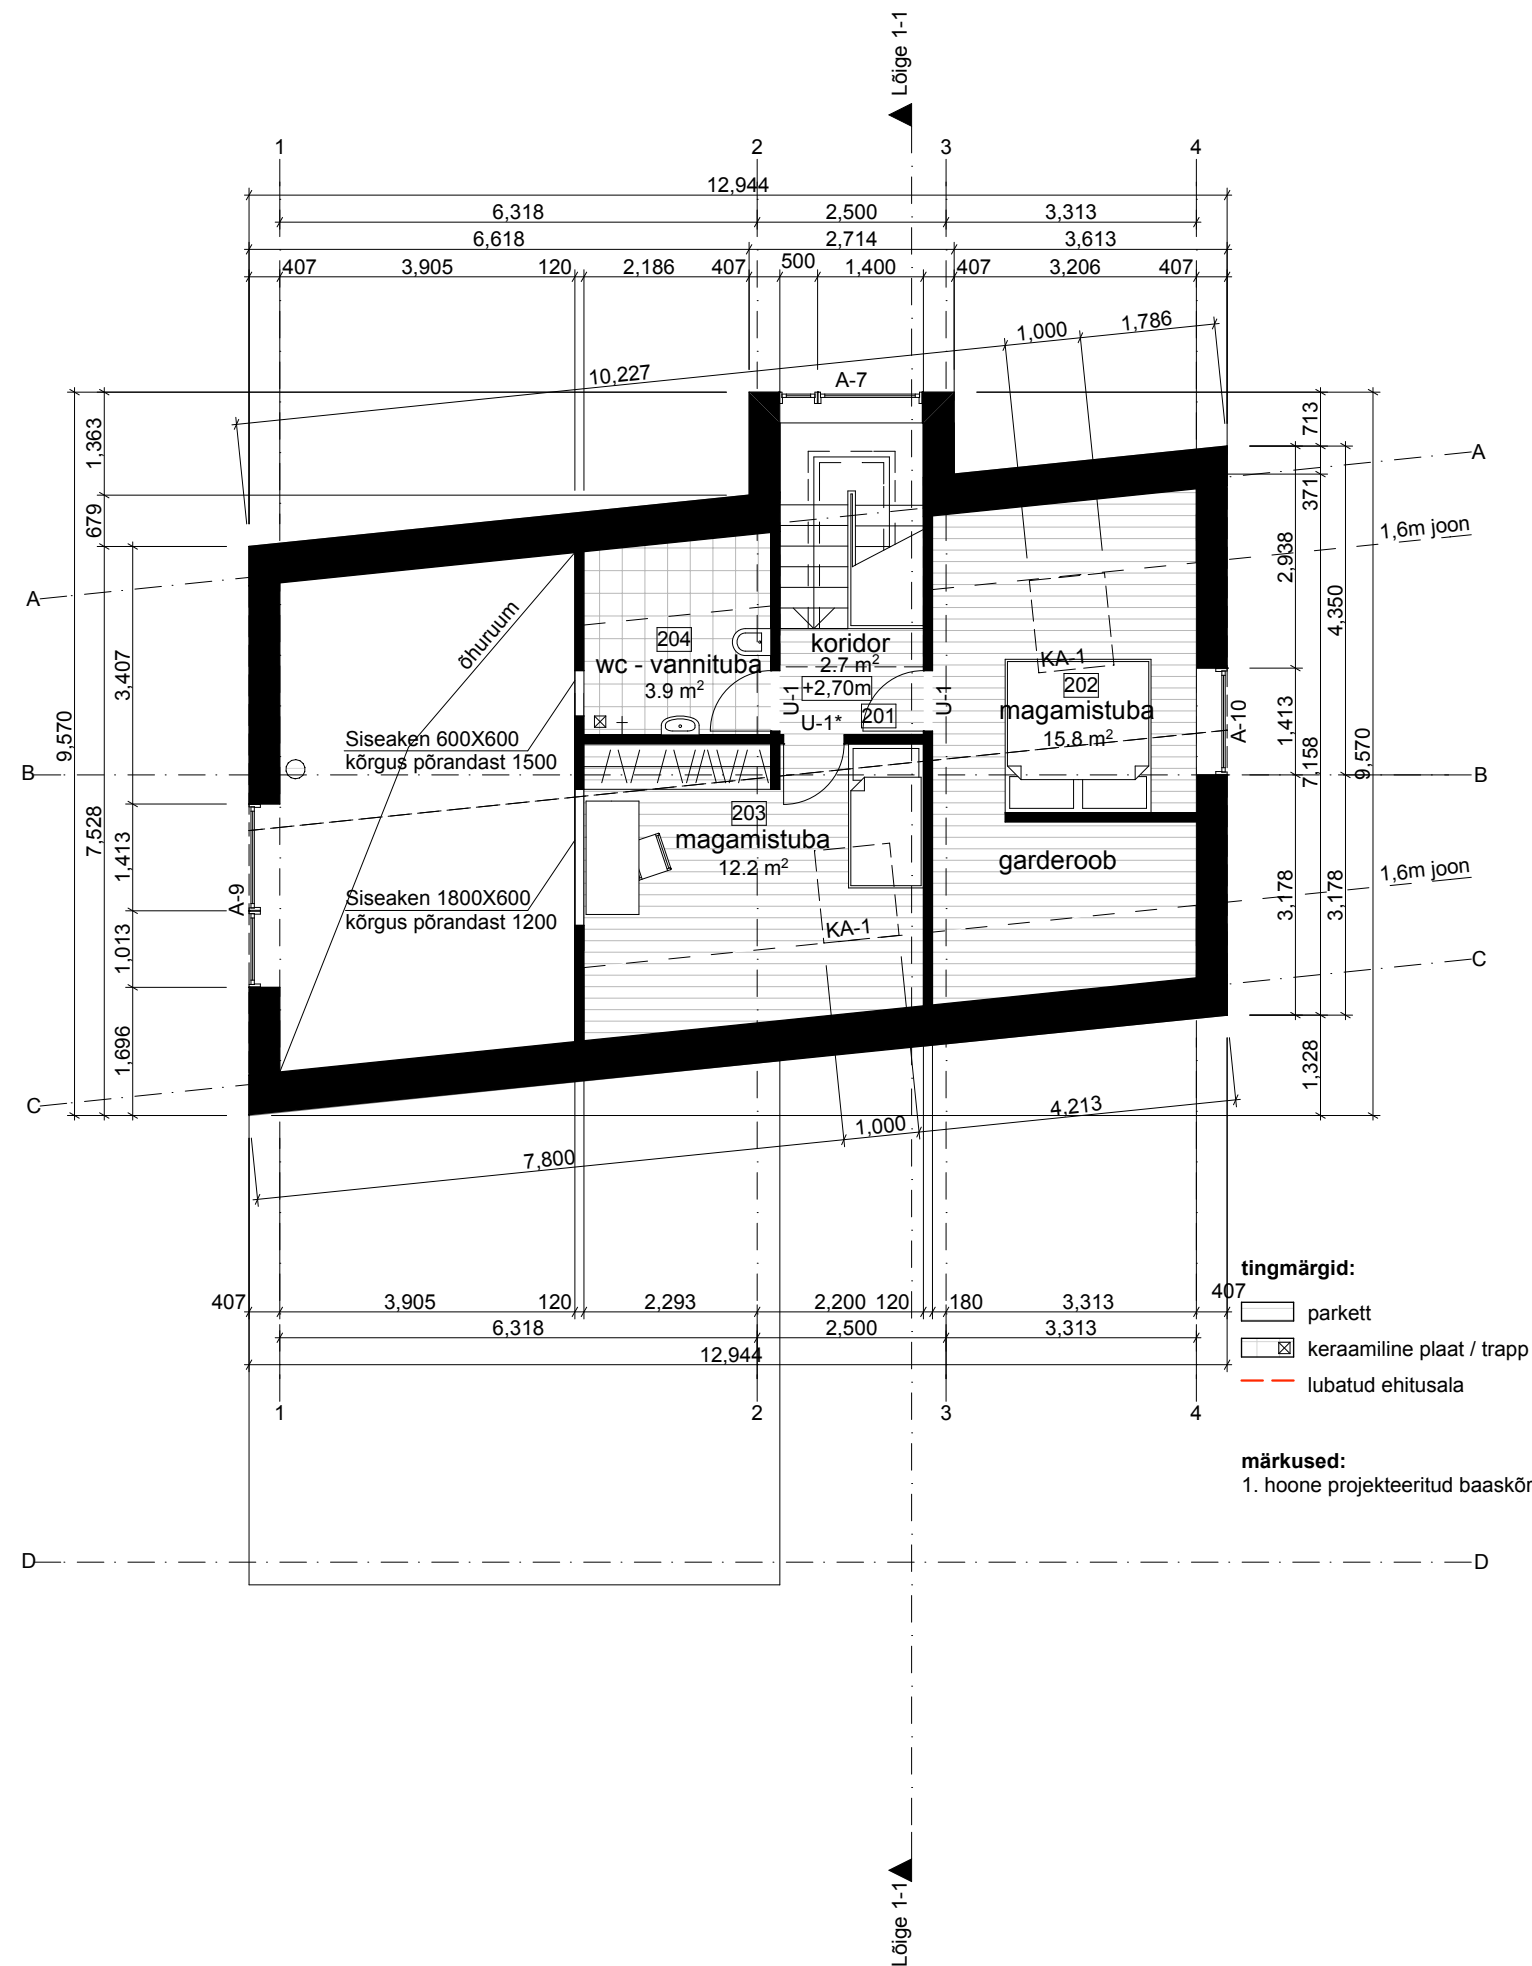 Lõige 1-1
1 2 3 4
12,944
6,318 2,500 3,313
6,618 2,714 3,613
407 3,905 120 2,186 407 500 1,400 407 3,206 407
1,000 1,786
10,227
A-7
1,363
679
9,570
7,528
3,407
1,413
1,013
1,696
A
B
C
D
A-9
713
371
2,938
4,350
9,570
1,413
7,158
3,178
3,178
1,328
A
1,6m joon
B
1,6m joon
C
D
A-10
õhuruum
204
wc - vannituba
3.9 m²
koridor
2.7 m²
+2,70m
201
U-1
U-1*
U-1
KA-1
202
magamistuba
15.8 m²
Siseaken 600X600
kõrgus põrandast 1500
203
magamistuba
12.2 m²
garderoob
Siseaken 1800X600
kõrgus põrandast 1200
KA-1
7,800 1,000 4,213
407 3,905 120 2,293 2,200 120 180 3,313 407
6,318 2,500 3,313
12,944
1 2 3 4
tingmärgid:
parkett
keraamiline plaat / trapp
lubatud ehitusala
märkused:
1. hoone projekteeritud
Lõige 1-1